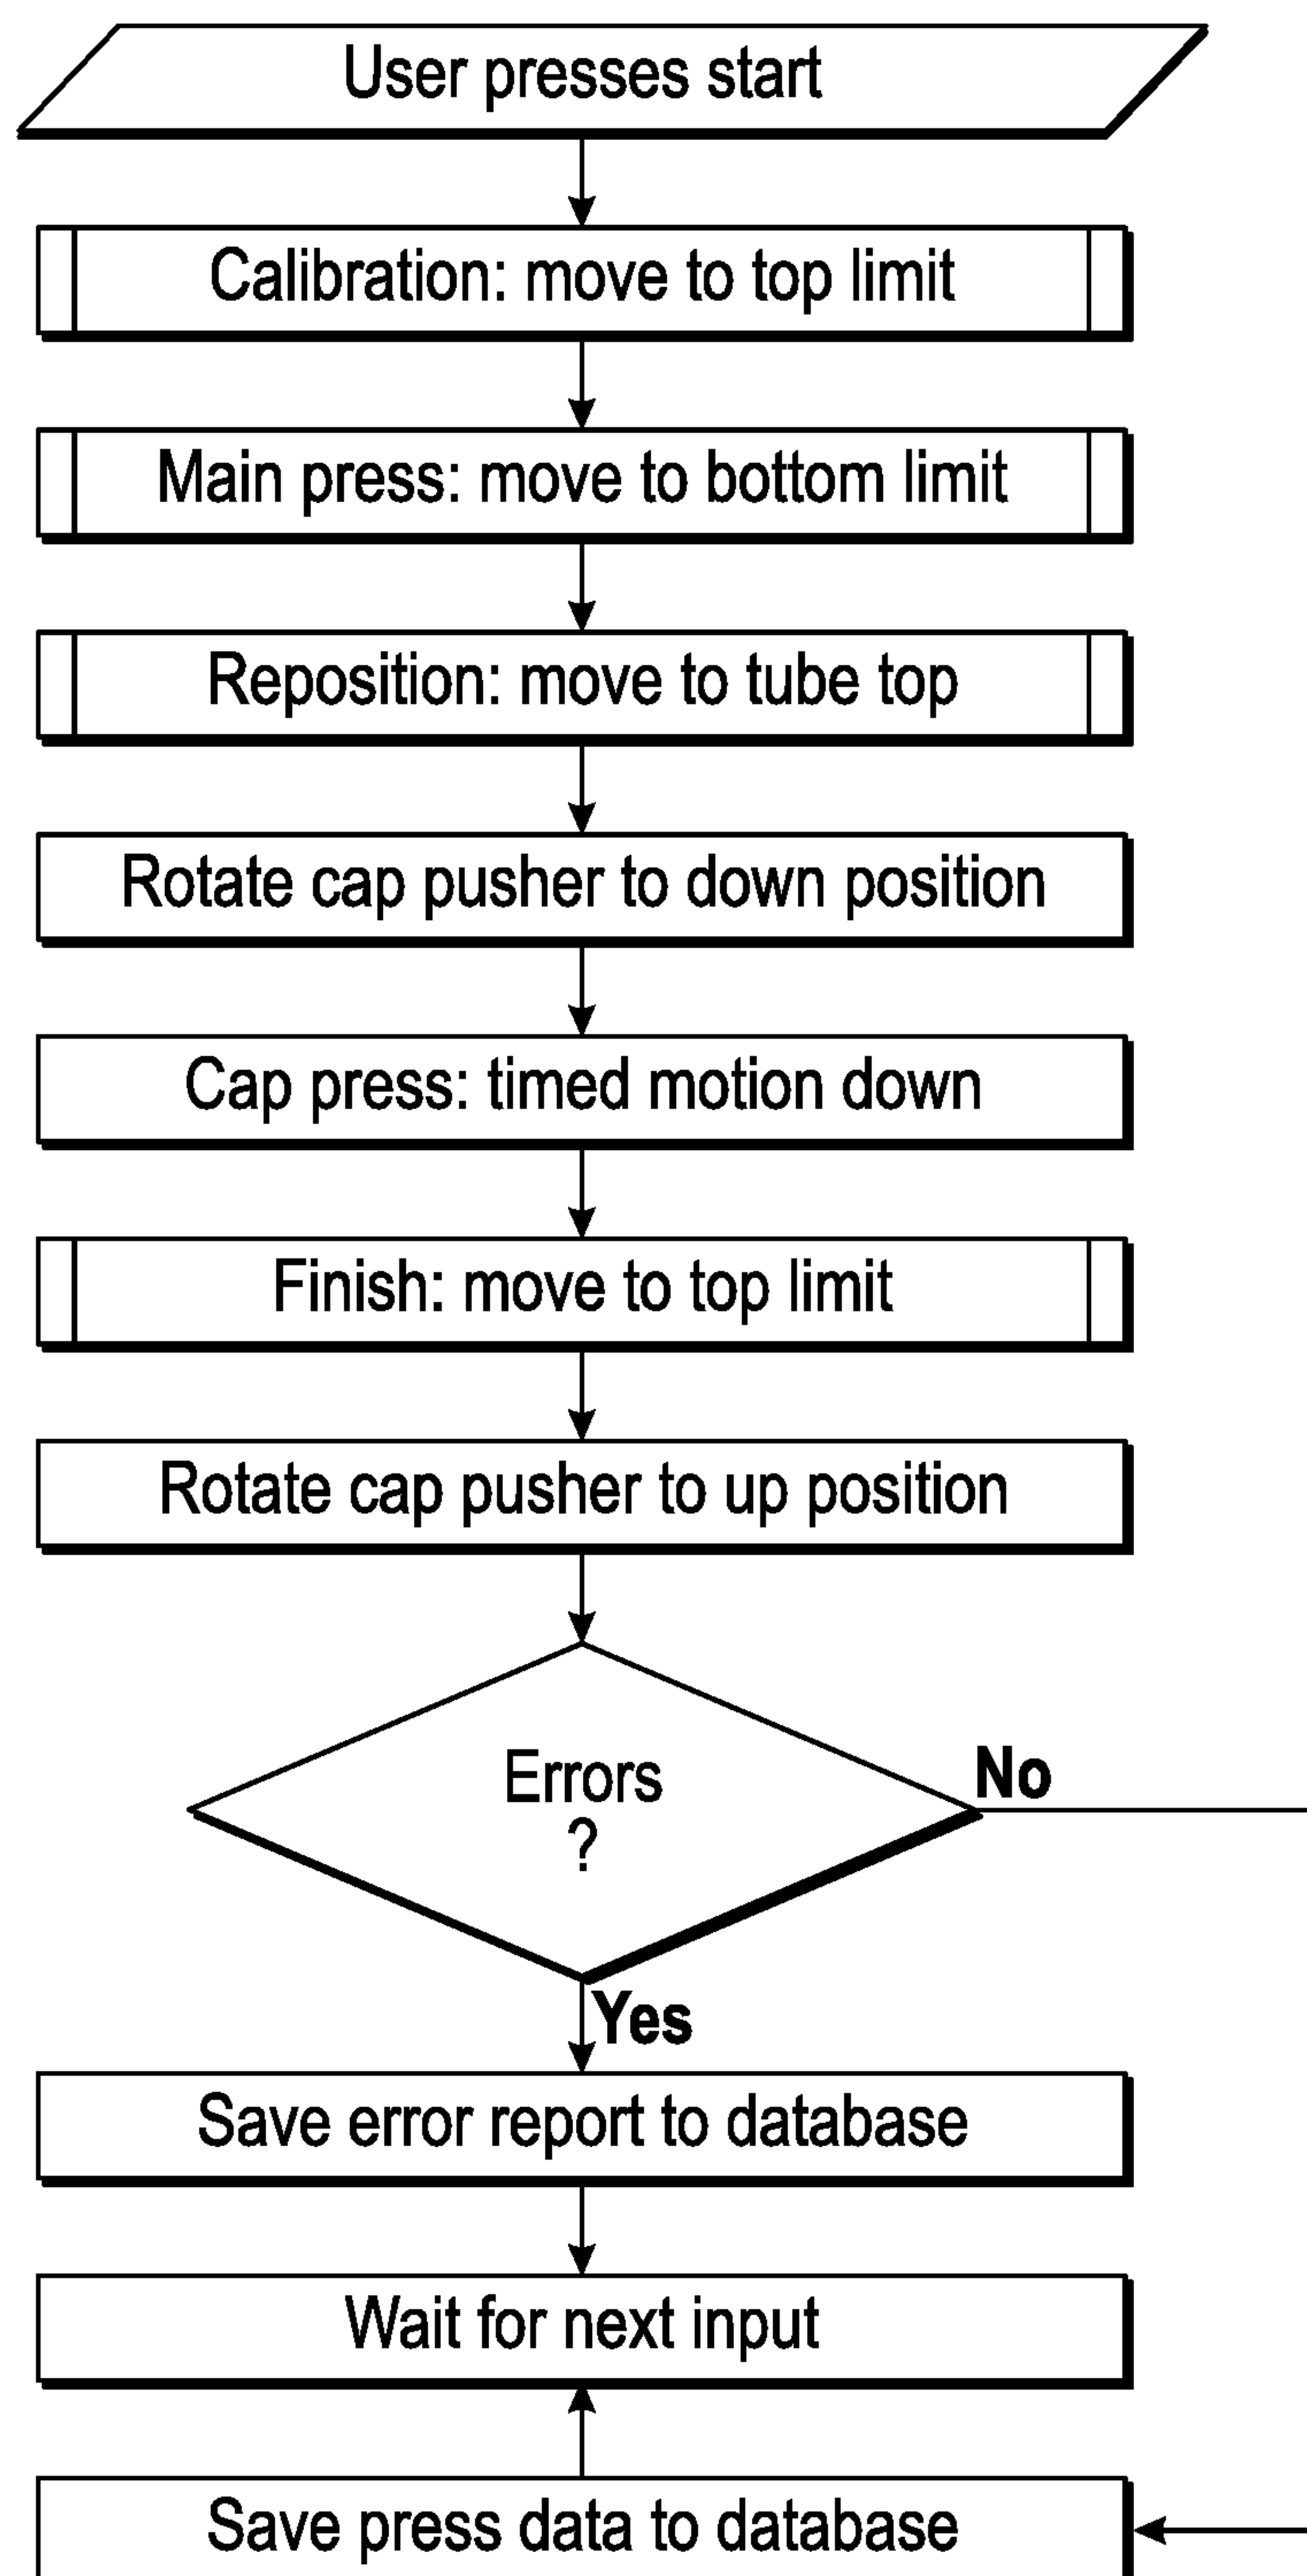 User presses start
Calibration: move to top limit
Main press: move to bottom limit
Reposition: move to tube top
Rotate cap pusher to down position
Cap press: timed motion down
Finish: move to top limit
Rotate cap pusher to up position
Errors
?
No
Yes
Save error report to database
Wait for next input
Save press data to database